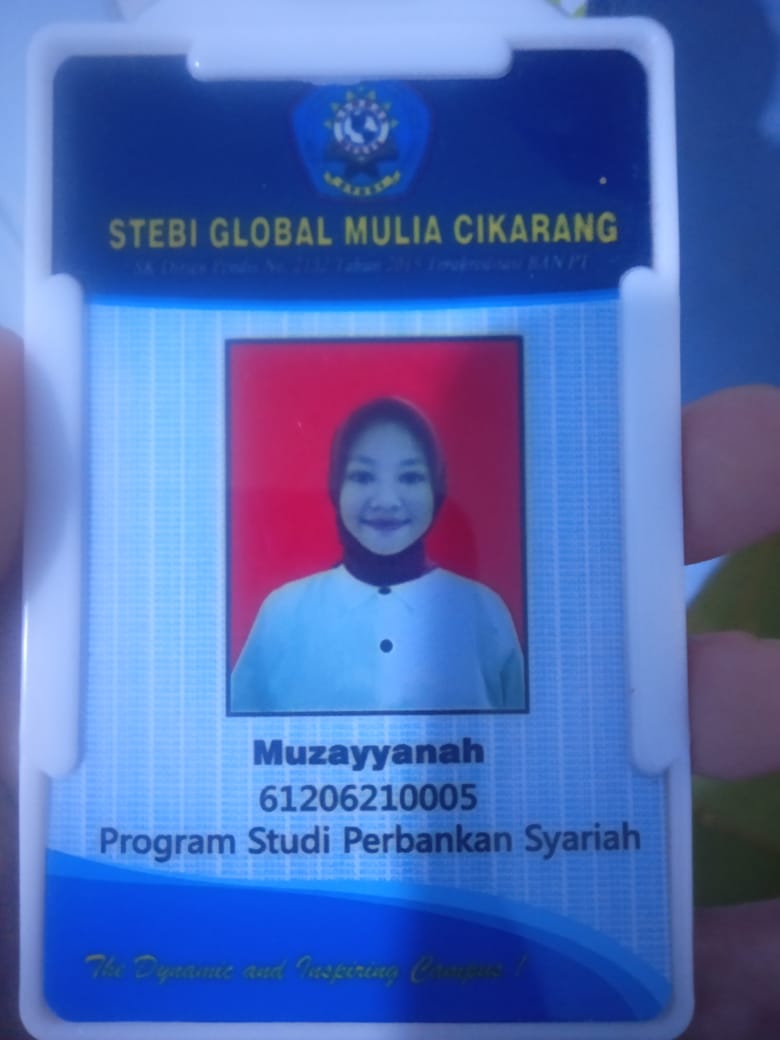 STEBI GLOBAL MULIA CIKARANG
SK Dirjen Pendis No. 2132 Tahun 2015 Terakreditasi BAN PT
Muzayyanah
61206210005
Program Studi Perbankan Syariah
The Dynamic and Inspiring Campus !